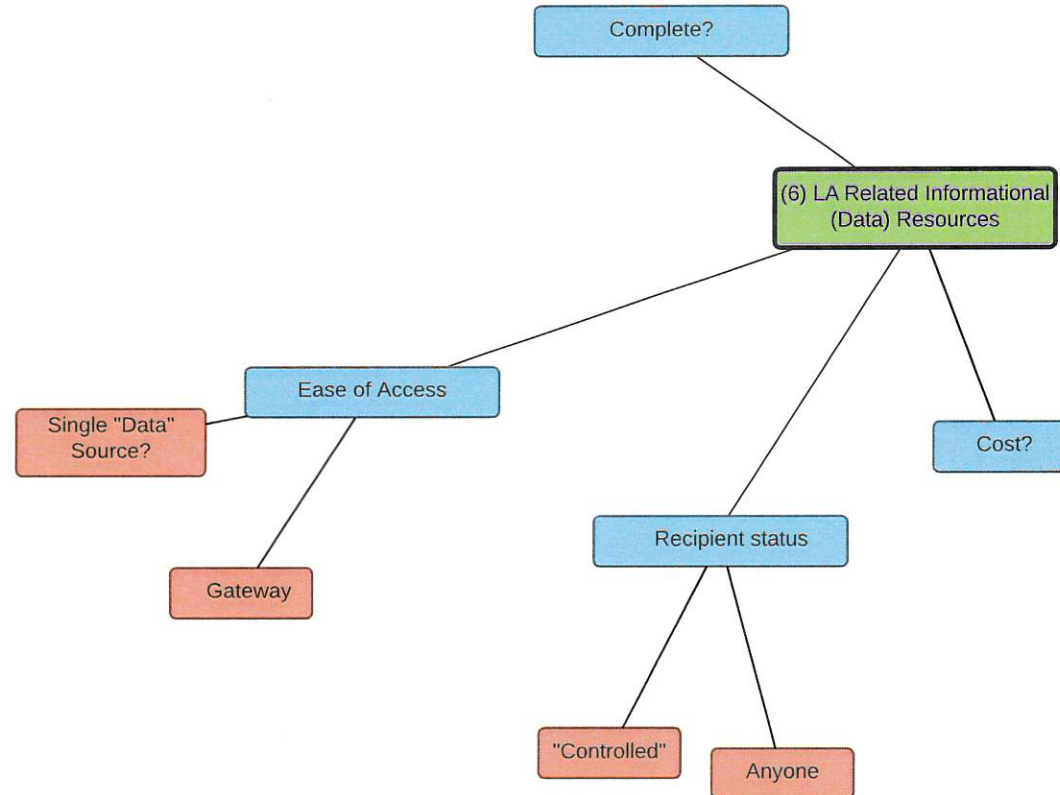 Complete?
(6) LA Related Informational
(Data) Resources
Ease of Access
Single "Data"
Source?
Cost?
Recipient status
Gateway
"Controlled"
Anyone